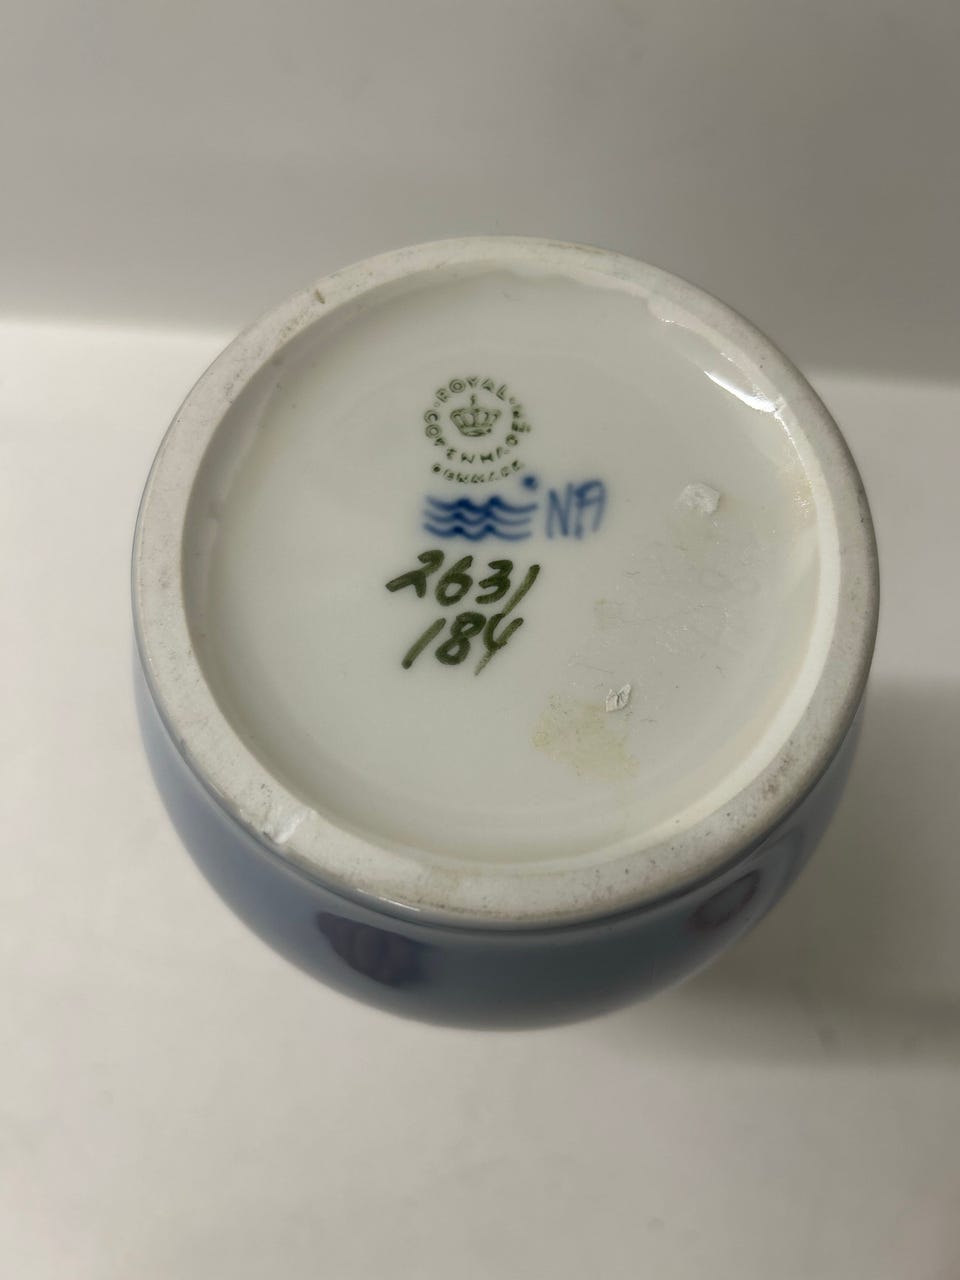 ROYAL
COPENHAGEN
DENMARK
NA
2631/
184